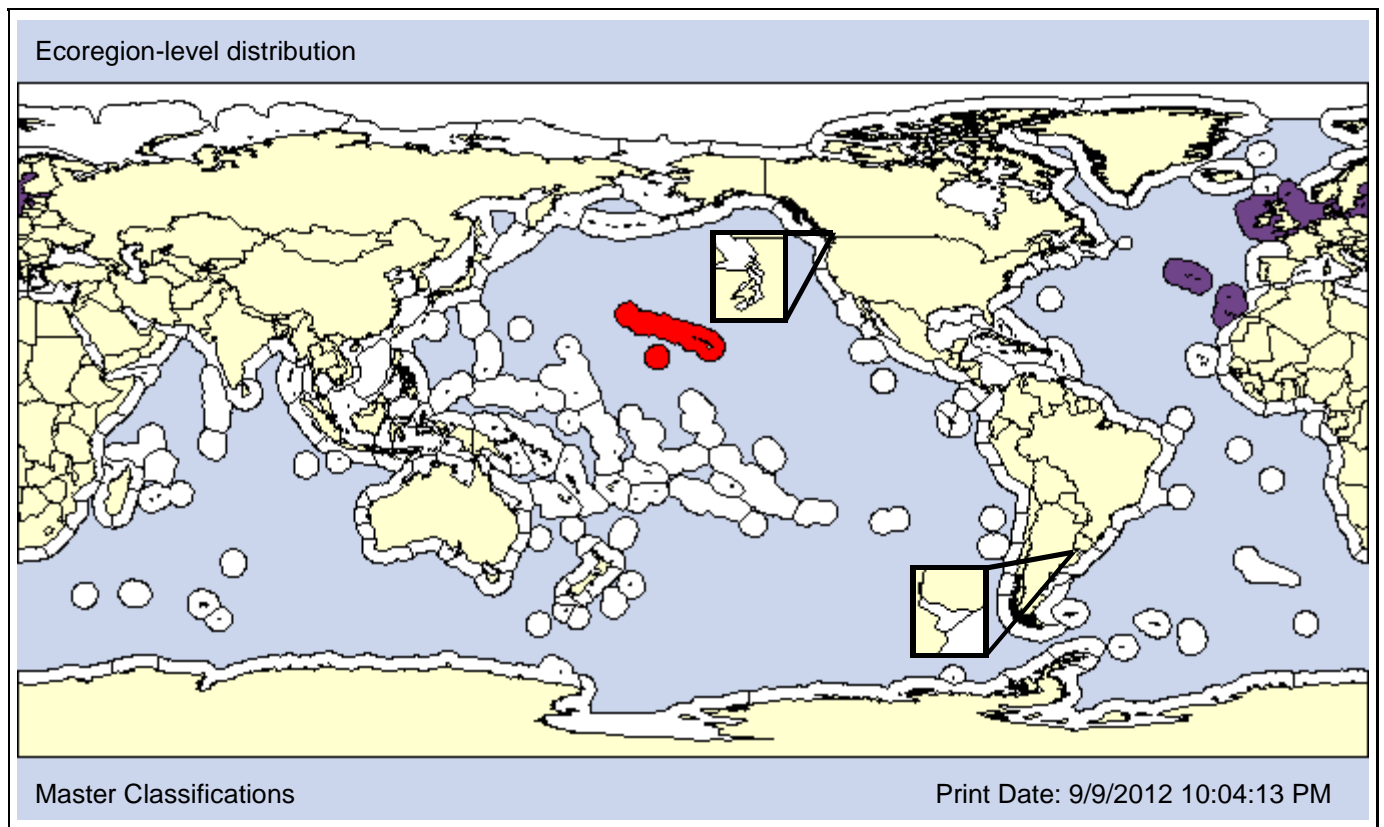 Ecoregion-level distribution
Master Classifications
Print Date: 9/9/2012 10:04:13 PM